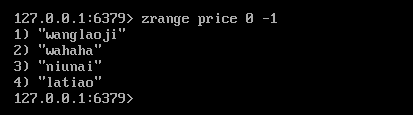 127.0.0.1:6379> zrange price 0 -1
1) "wanglaoji"
2) "wahaha"
3) "niunai"
4) "latiao"
127.0.0.1:6379>